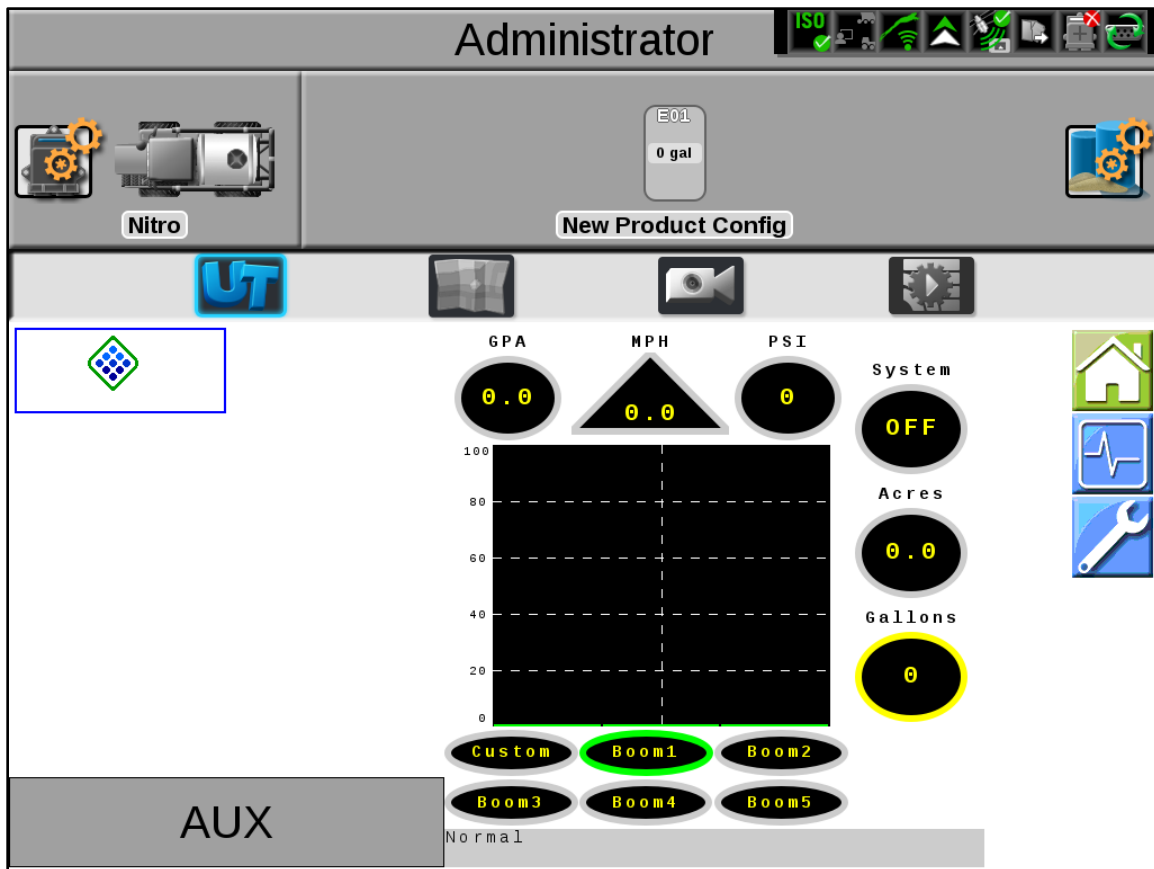 Administrator
ISO
E01
0 gal
Nitro
New Product Config
UT
GPA
MPH
PSI
0.0
0.0
0
System
OFF
100
80
60
40
20
0
Acres
0.0
Gallons
0
Custom
Boom1
Boom2
Boom3
Boom4
Boom5
AUX
Normal